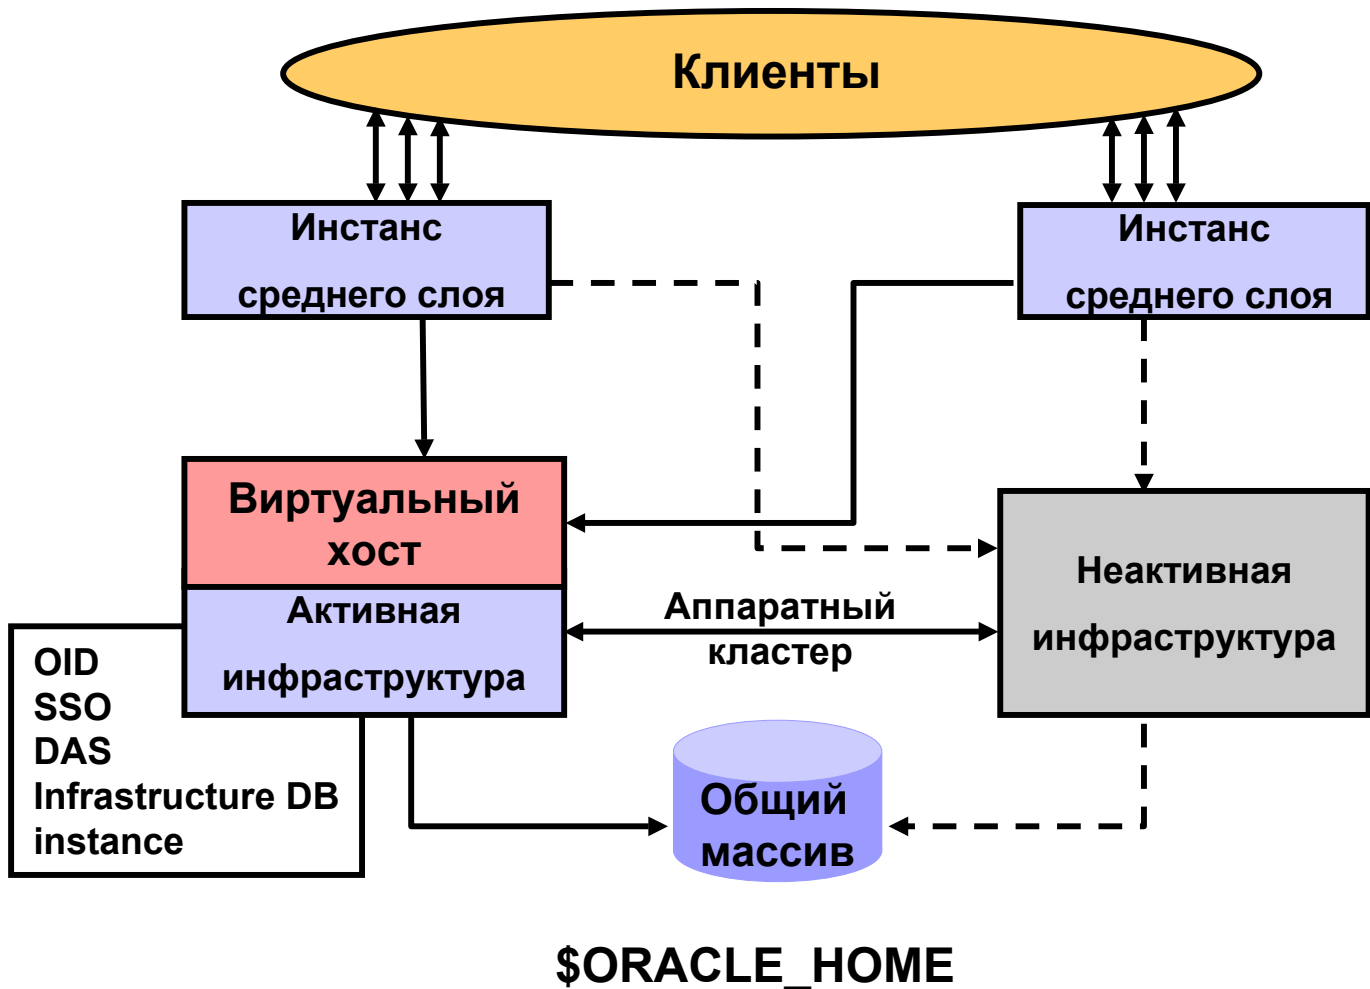 Клиенты
Инстанс
среднего слоя
Инстанс
среднего слоя
Виртуальный
хост
Активная
инфраструктура
Аппаратный
кластер
Неактивная
инфраструктура
OID
SSO
DAS
Infrastructure DB
instance
Общий
массив
$ORACLE_HOME